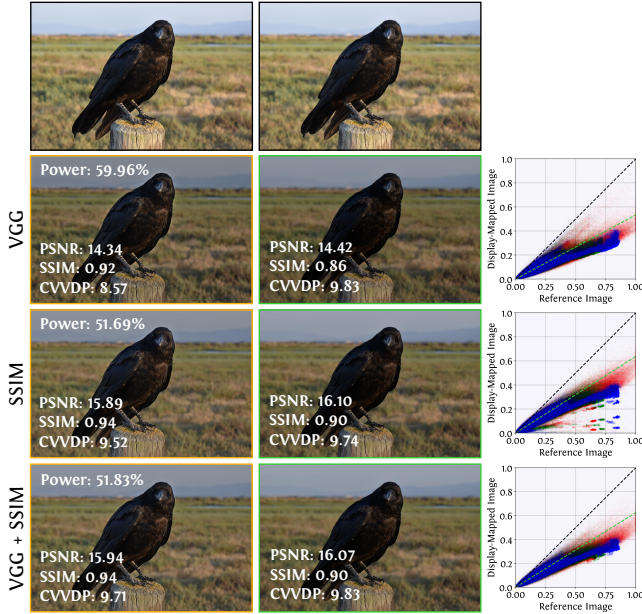 VGG
Power: 59.96%
PSNR: 14.34
SSIM: 0.92
CVVDP: 8.57
PSNR: 14.42
SSIM: 0.86
CVVDP: 9.83
Display-Mapped Image
1.0
0.8
0.6
0.4
0.2
0.0
0.00 0.25 0.50 0.75 1.00
Reference Image
SSIM
Power: 51.69%
PSNR: 15.89
SSIM: 0.94
CVVDP: 9.52
PSNR: 16.10
SSIM: 0.90
CVVDP: 9.74
Display-Mapped Image
1.0
0.8
0.6
0.4
0.2
0.0
0.00 0.25 0.50 0.75 1.00
Reference Image
VGG + SSIM
Power: 51.83%
PSNR: 15.94
SSIM: 0.94
CVVDP: 9.71
PSNR: 16.07
SSIM: 0.90
CVVDP: 9.83
Display-Mapped Image
1.0
0.8
0.6
0.4
0.2
0.0
0.00 0.25 0.50 0.75 1.00
Reference Image